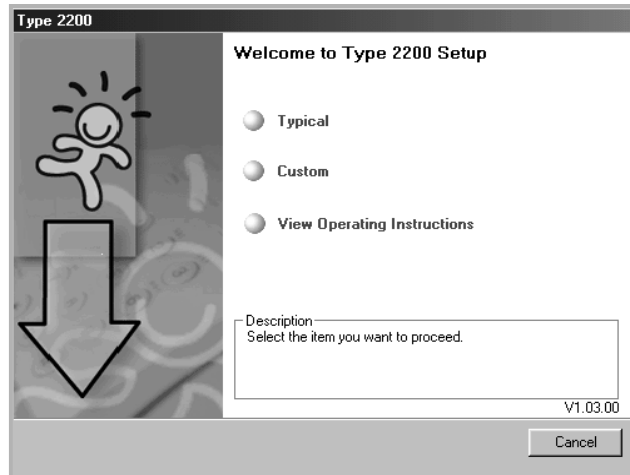 Type 2200
Welcome to Type 2200 Setup
Typical
Custom
View Operating Instructions
Description
Select the item you want to proceed.
V1.03.00
Cancel